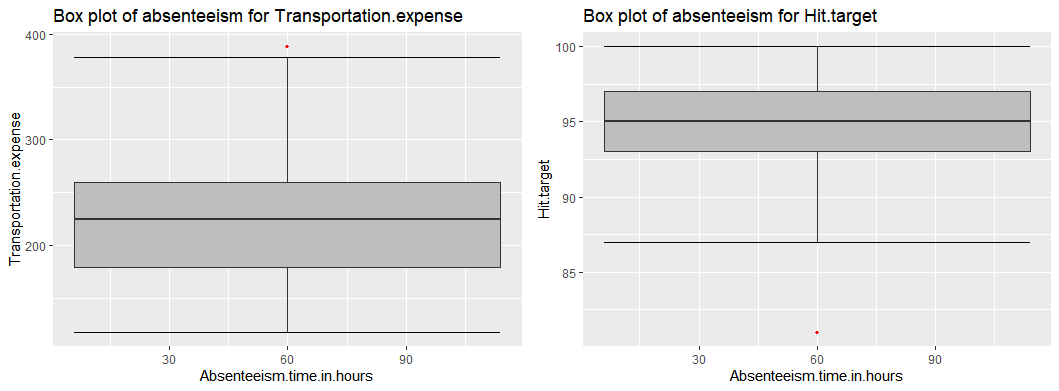 Box plot of absenteeism for Transportation.expense
400
300
200
Transportation.expense
30 60 90
Absenteeism.time.in.hours
Box plot of absenteeism for Hit.target
100
95
90
85
Hit.target
30 60 90
Absenteeism.time.in.hours